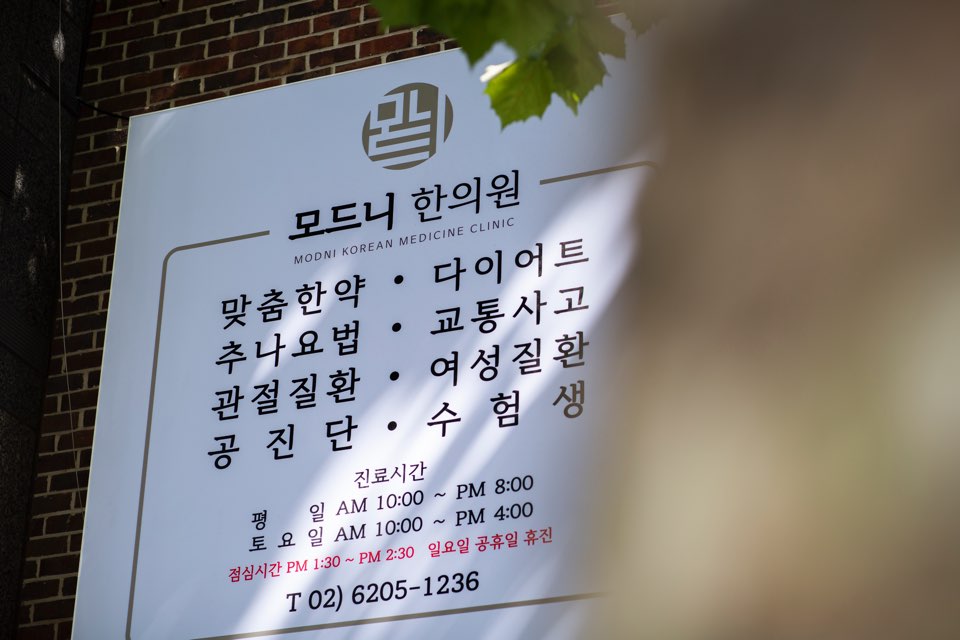 모드니 한의원
MODNI KOREAN MEDICINE CLINIC
맞춤한약 • 다이어트
추나요법 • 교통사고
관절질환 • 여성질환
공진단 • 수험생
진료시간
평 일 AM 10:00 ~ PM 8:00
토요일 AM 10:00 ~ PM 4:00
점심시간 PM 1:30 ~ PM 2:30 일요일 공휴일 휴진
T 02) 6205-1236